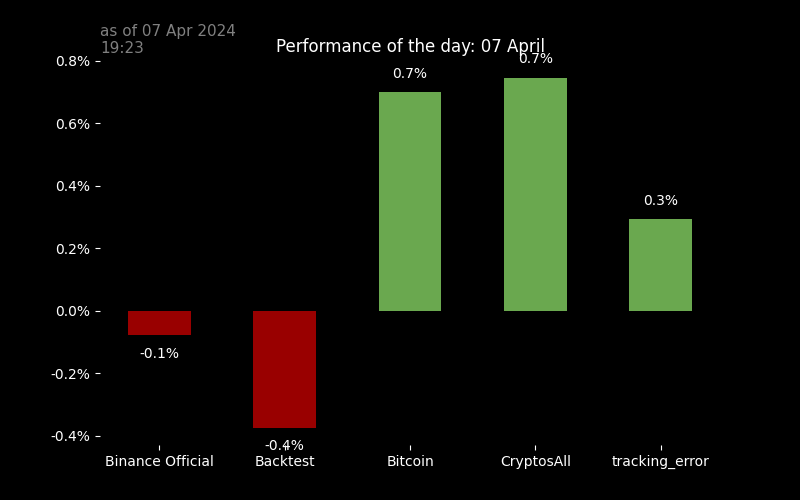 as of 07 Apr 2024
19:23
Performance of the day: 07 April
0.8%
0.6%
0.4%
0.2%
0.0%
-0.2%
-0.4%
-0.1%
-0.4%
0.7%
0.7%
0.3%
Binance Official
Backtest
Bitcoin
CryptosAll
tracking_error